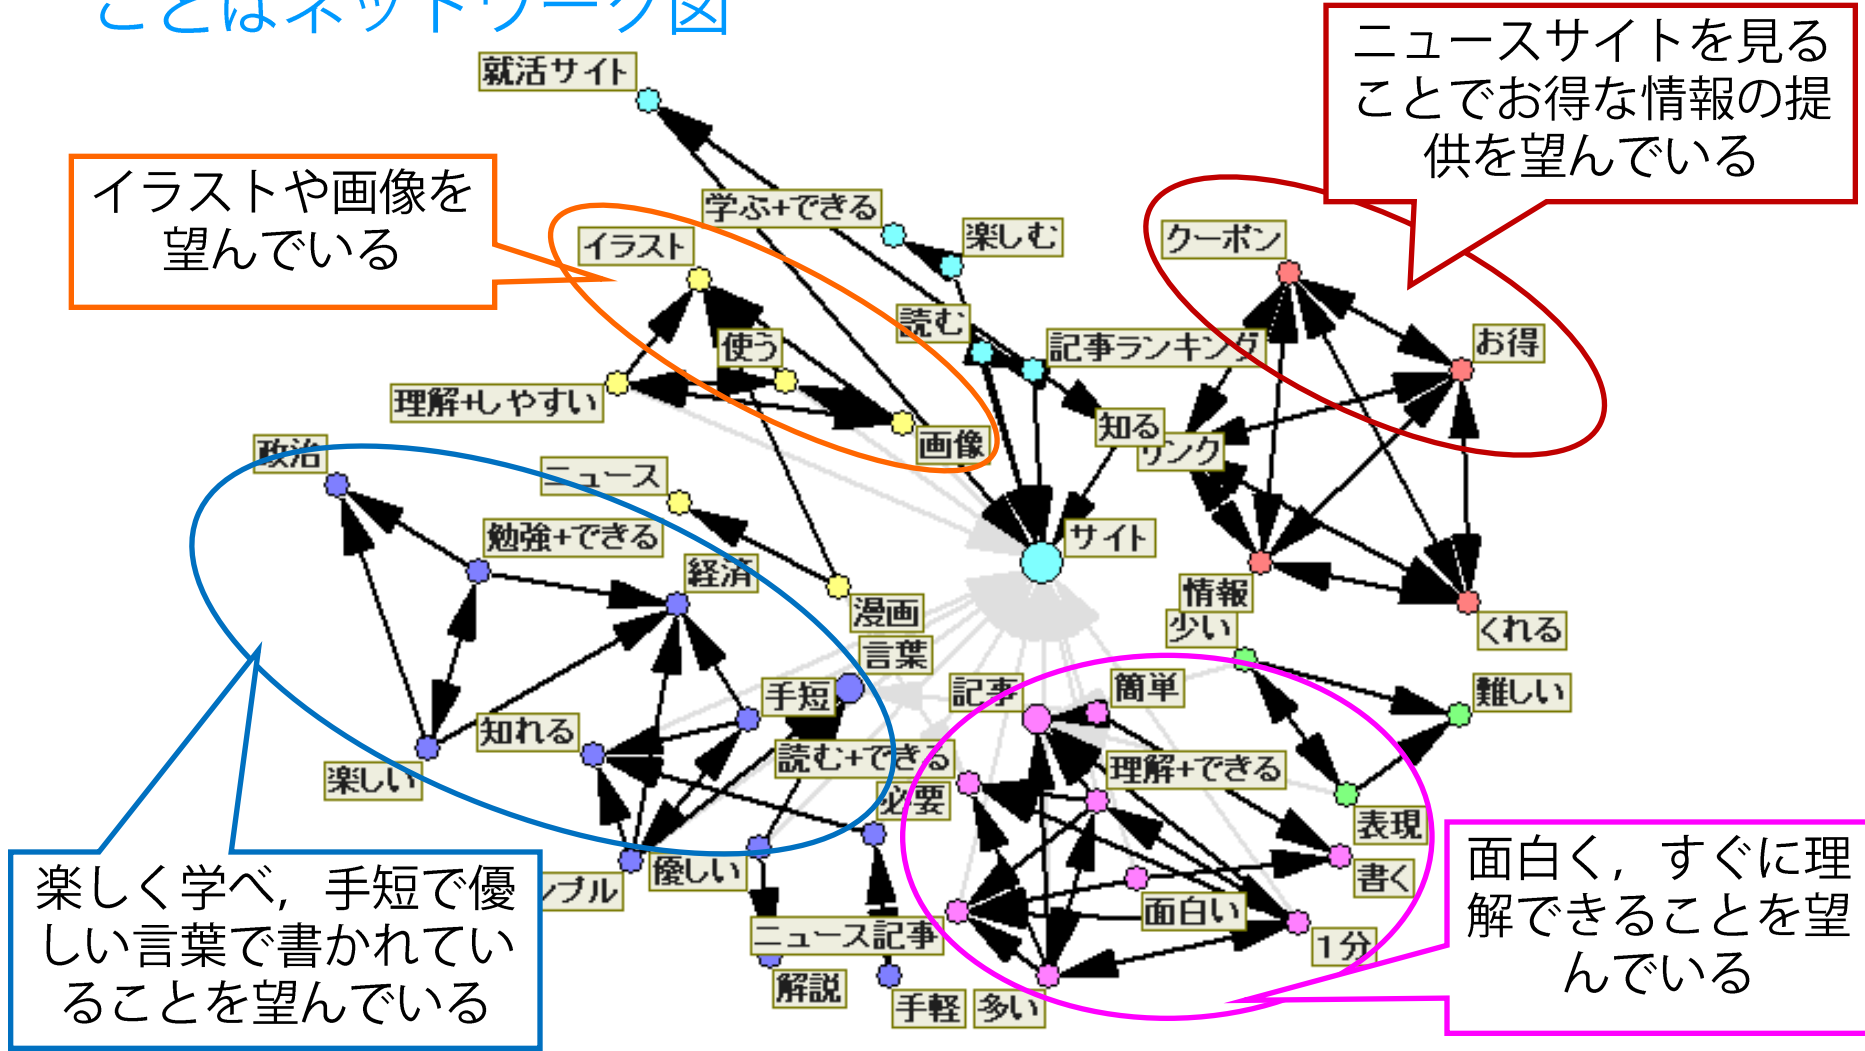 ことばネットワーク図
ニュースサイトを見る
ことでお得な情報の提
供を望んでいる
就活サイト
イラストや画像を
望んでいる
学ぶ+できる
楽しむ
イラスト
クーポン
読む
使う
記事ランキング
お得
理解+しやすい
知る
画像
リンク
政治
ニュース
勉強+できる
サイト
経済
情報
漫画
少い
くれる
言葉
手短
記事
簡単
難しい
知れる
読む+できる
理解+できる
楽しい
必要
表現
優しい
書く
ンブル
面白い
ニュース記事
1分
解説
手軽
多い
楽しく学べ,手短で優
しい言葉で書かれてい
ることを望んでいる
面白く,すぐに理
解できることを望
んでいる